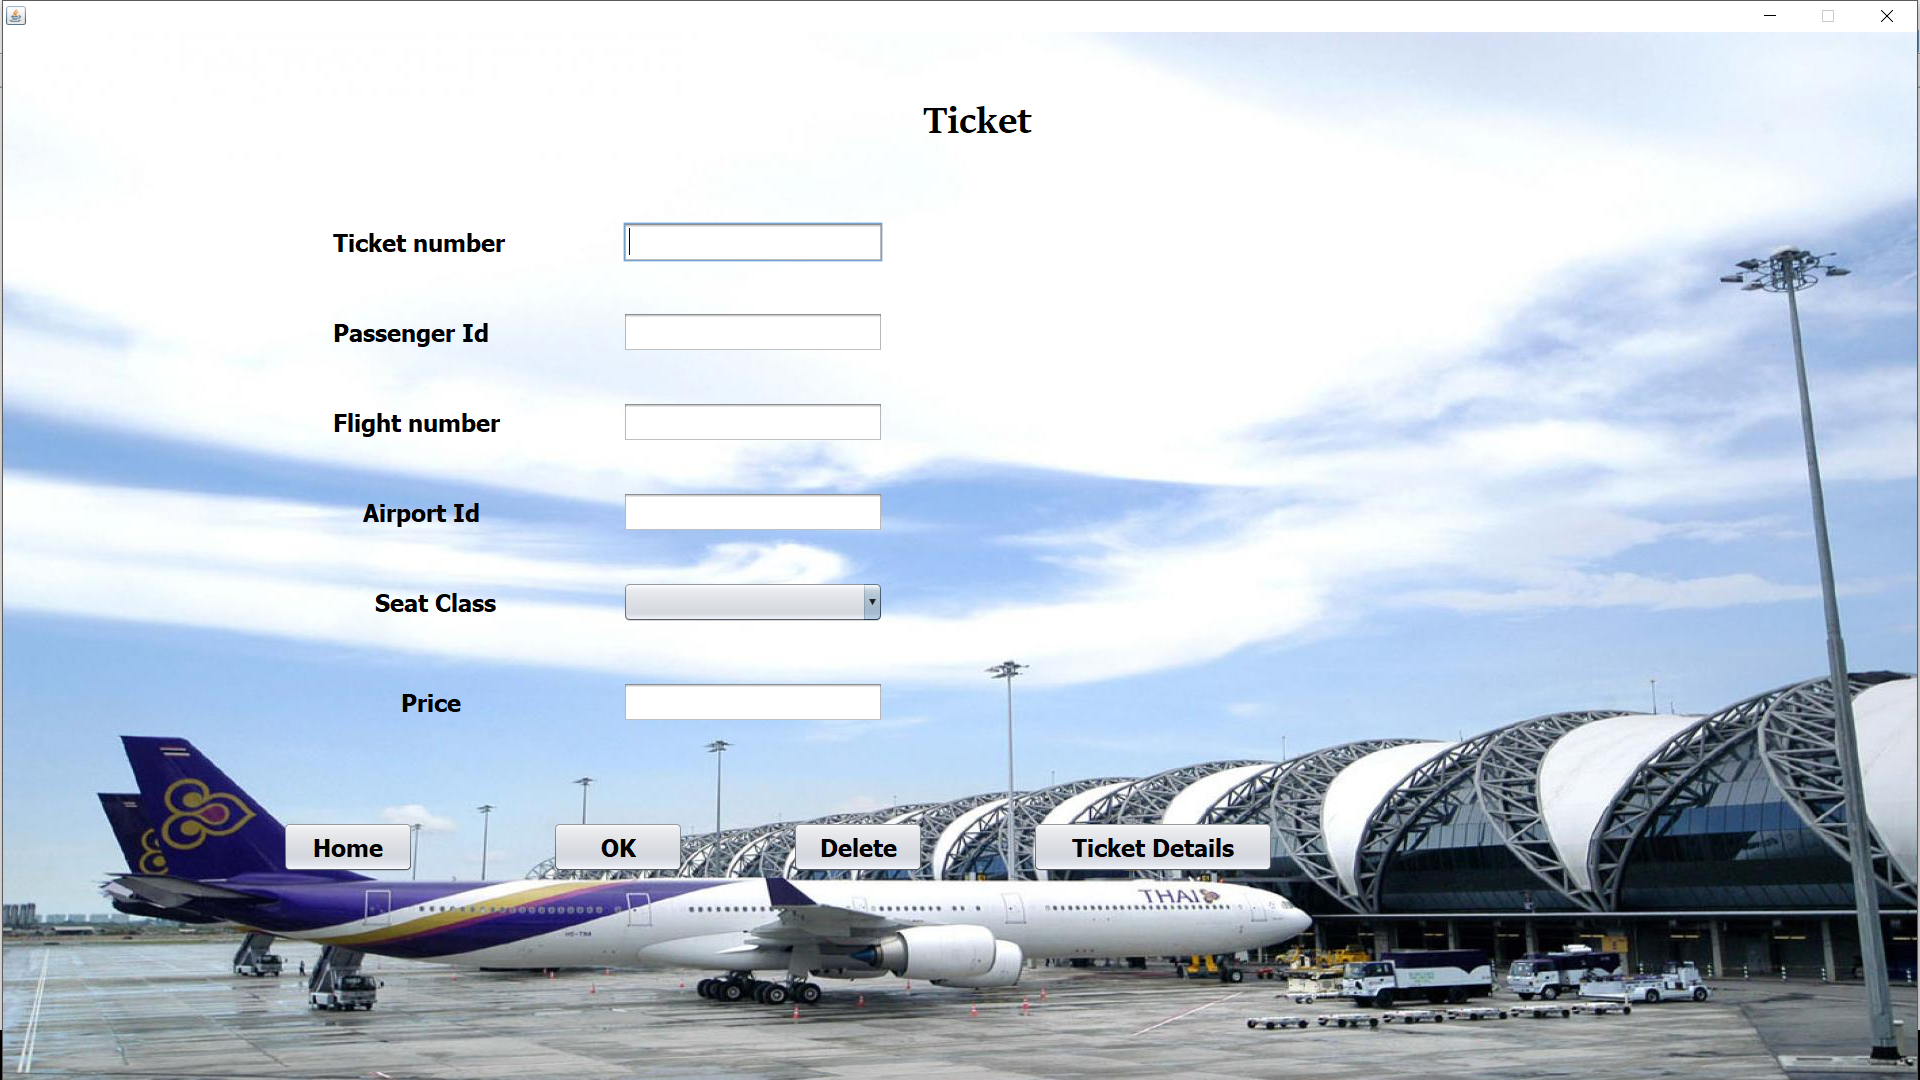 Ticket
Ticket number
Passenger Id
Flight number
Airport Id
Seat Class
Price
Home
OK
Delete
Ticket Details
THAI